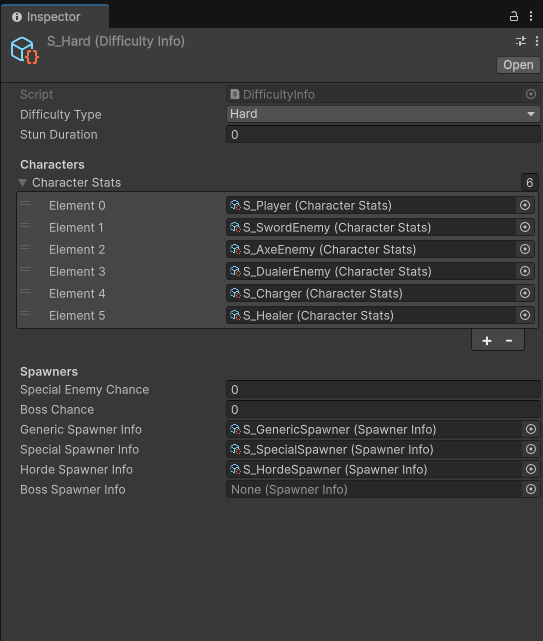 Inspector
S_Hard (Difficulty Info)
Open
Script DifficultyInfo
Difficulty Type Hard
Stun Duration 0
Characters
Character Stats 6
Element 0 S_Player (Character Stats)
Element 1 S_SwordEnemy (Character Stats)
Element 2 S_AxeEnemy (Character Stats)
Element 3 S_DualerEnemy (Character Stats)
Element 4 S_Charger (Character Stats)
Element 5 S_Healer (Character Stats)
+ -
Spawners
Special Enemy Chance 0
Boss Chance 0
Generic Spawner Info S_GenericSpawner (Spawner Info)
Special Spawner Info S_SpecialSpawner (Spawner Info)
Horde Spawner Info S_HordeSpawner (Spawner Info)
Boss Spawner Info None (Spawner Info)